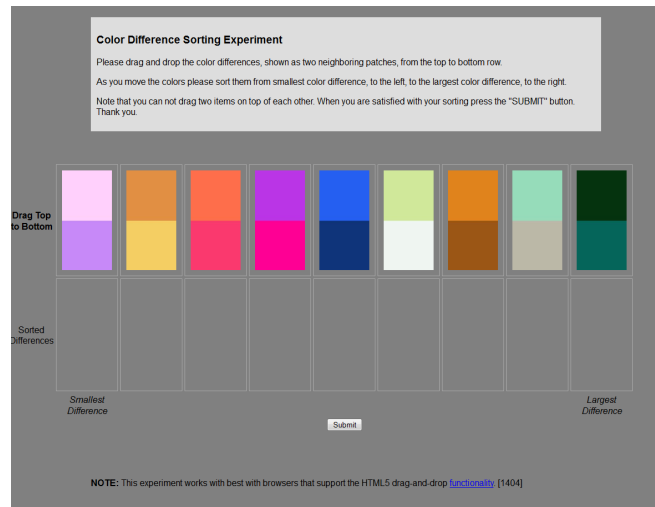 Color Difference Sorting Experiment
Please drag and drop the color differences, shown as two neighboring patches, from the top to bottom row.
As you move the colors please sort them from smallest color difference, to the left, to the largest color difference, to the right.
Note that you can not drag two items on top of each other. When you are satisfied with your sorting press the "SUBMIT" button.
Thank you.
Drag Top
to Bottom
Sorted
Differences
Smallest
Difference
Largest
Difference
Submit
NOTE: This experiment works with best with browsers that support the HTML5 drag-and-drop functionality. [1404]